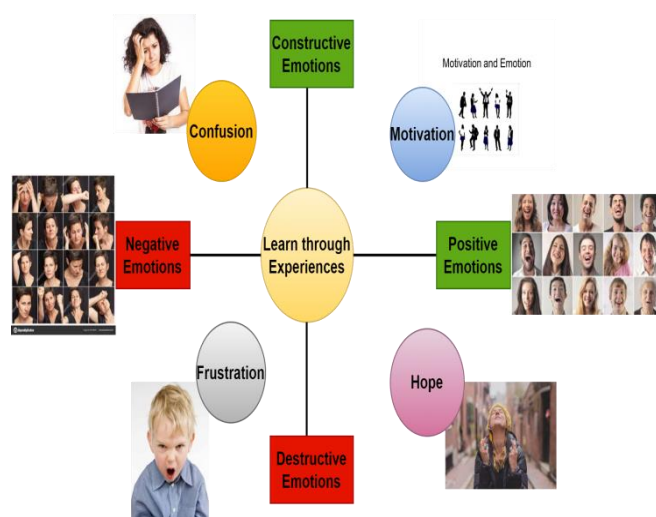 Constructive
Emotions
Motivation and Emotion
Confusion
Motivation
Negative
Emotions
Learn through
Experiences
Positive
Emotions
Frustration
Hope
Destructive
Emotions